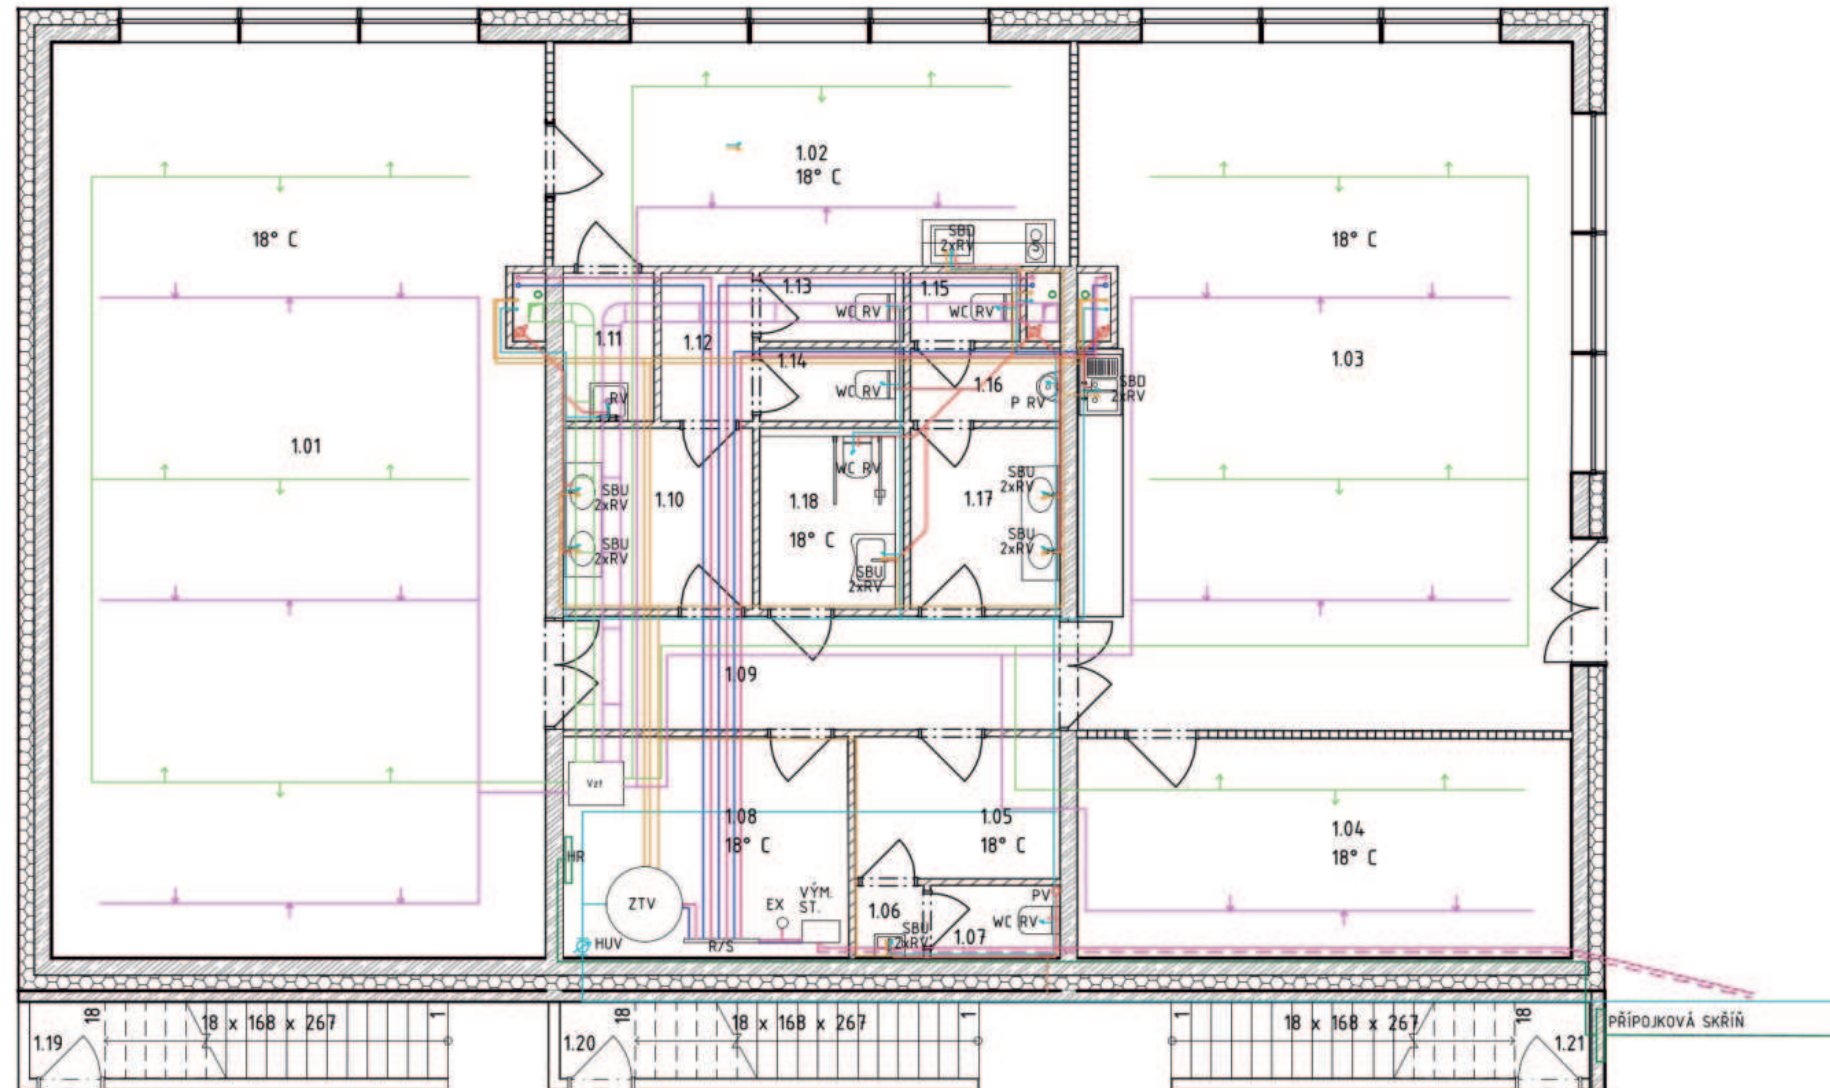 1.02
18° C
18° C
18° C
SBD
2xRV
S
1.13
1.15
WC RV
WC RV
1.11
1.12
1.14
1.16
1.03
SBD
2xRV
RV
WC RV
P RV
1.01
WC RV
SBU
2xRV
1.10
1.18
1.17
SBU
2xRV
18° C
SBU
2xRV
SBU
2xRV
SBU
2xRV
1.09
Vzt
1.08
18° C
1.05
18° C
1.04
18° C
HR
ZTV
EX
VÝM.
ST.
PV
1.06
WC RV
SBU
2xRV
1.07
HUV
R/S
18
18 x 168 x 267
1
18
18 x 168 x 267
1
1
18 x 168 x 267
18
PŘÍPOJKOVÁ SKŘÍŇ
1.19
1.20
1.21